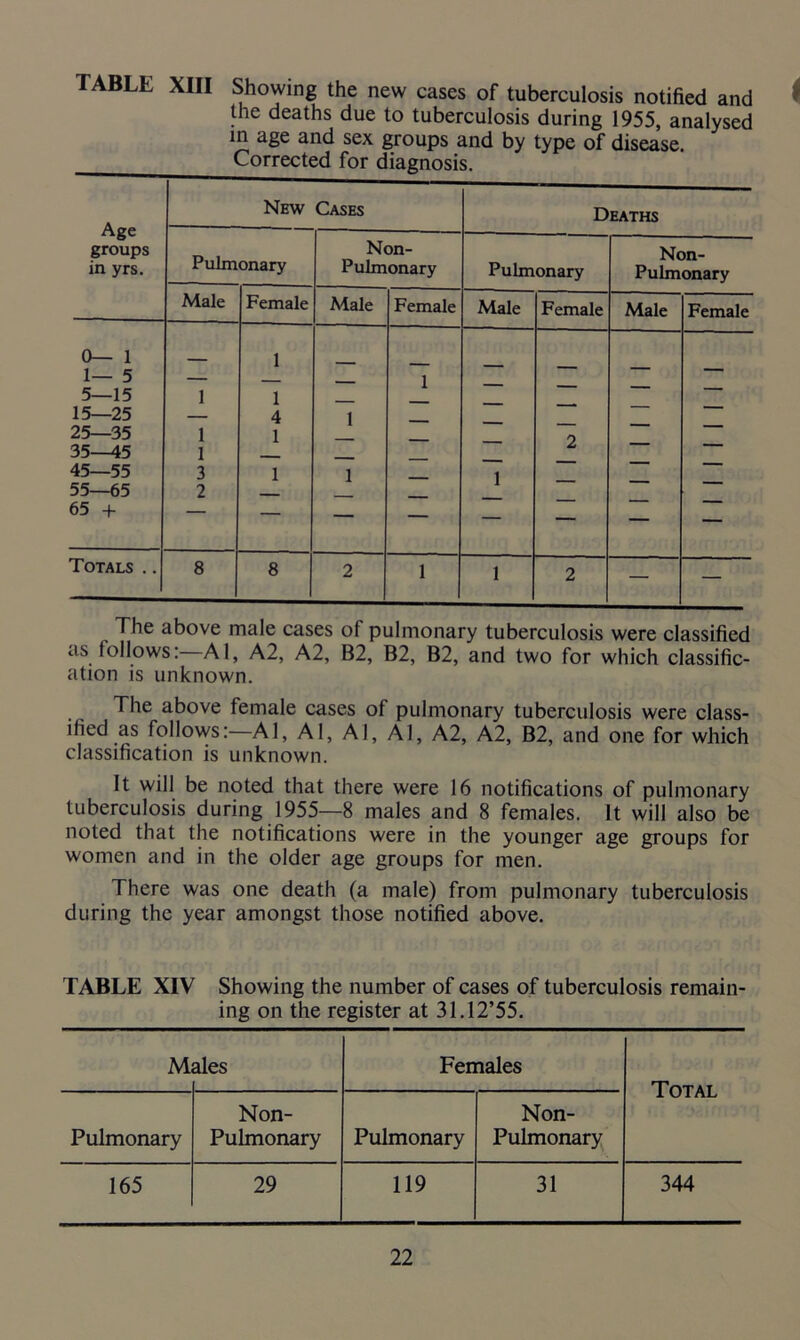 TABLE XIII Showing the new cases of tuberculosis notified and
the deaths due to tuberculosis during 1955, analysed
in age and sex groups and by type of disease.
Corrected for diagnosis.
Age groups in yrs. New Cases Deaths
Pulmonary Non-Pulmonary Pulmonary Non-Pulmonary
Male Female Male Female Male Female Male Female
0— 1 — 1 — — — — — —
1— 5 — — — 1 — — — —
5—15 1 1 — — — — — —
15—25 — 4 1 — — — — —
25—35 1 1 — — — 2 — —
35—45 1 — — — — — — —
45—55 3 1 1 — 1 — — —
55—65 2 — — — — — — —
65 + — — — — — — — —
Totals .. 8 8 2 1 1 2 — —
The above male cases of pulmonary tuberculosis were classified
as follows:—A1, A2, A2, B2, B2, B2, and two for which classific-
ation is unknown.
The above female cases of pulmonary tuberculosis were class-
ified as follows:—A1, A1, A1, A1, A2, A2, B2, and one for which
classification is unknown.
It will be noted that there were 16 notifications of pulmonary
tuberculosis during 1955—8 males and 8 females. It will also be
noted that the notifications were in the younger age groups for
women and in the older age groups for men.
There was one death (a male) from pulmonary tuberculosis
during the year amongst those notified above.
TABLE XIV Showing the number of cases of tuberculosis remain-
ing on the register at 31.12'55.
Males Females Total
Pulmonary Non-Pulmonary Pulmonary Non-Pulmonary
165 29 119 31 344
22